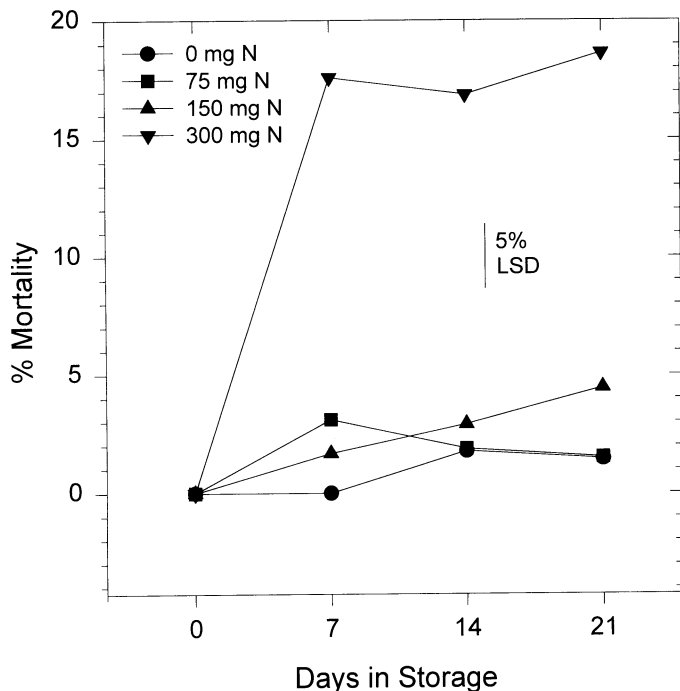 20
0 mg N
75 mg N
150 mg N
300 mg N
15
5%
LSD
10
% Mortality
5
0
0 7 14 21
Days in Storage